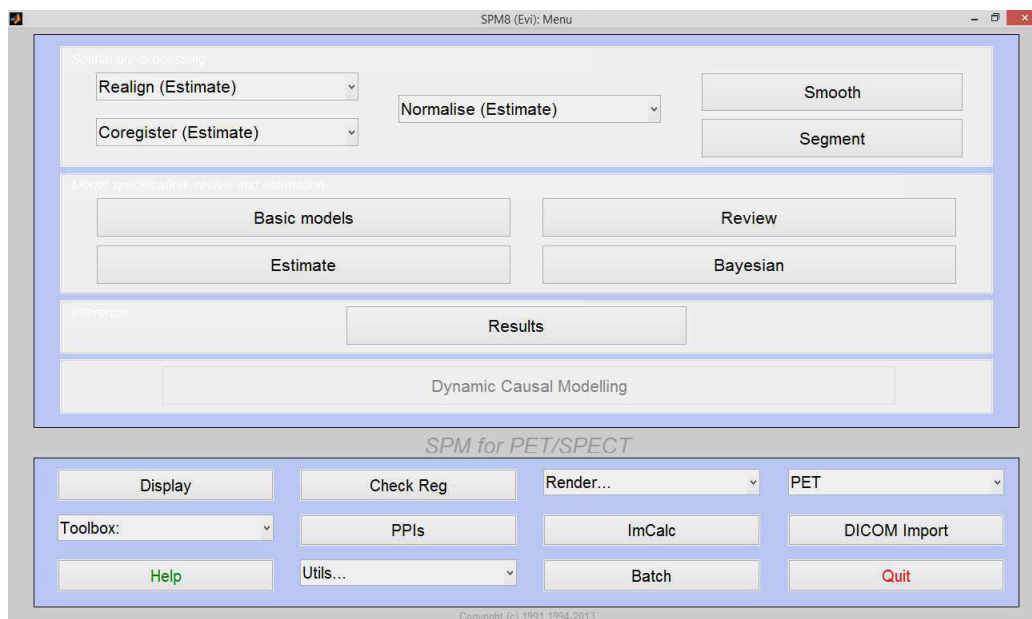 SPM8 (Evi): Menu
Spatial pre-processing
Realign (Estimate)
Normalise (Estimate)
Smooth
Coregister (Estimate)
Segment
Model specification, review and estimation
Basic models
Review
Estimate
Bayesian
Inference
Results
Dynamic Causal Modelling
SPM for PET/SPECT
Display
Check Reg
Render...
PET
Toolbox:
PPIs
ImCalc
DICOM Import
Help
Utils...
Batch
Quit
Copyright (c) 1991,1994-2013